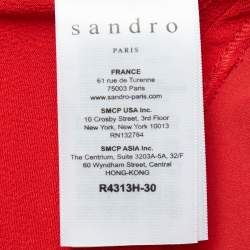 sandro
PARIS
FRANCE
61 rue de Turenne
75003 Paris
sandro-paris.com
SMCP USA Inc.
10 Crosby Street, 3rd Floor
New York, New York 10013
RN132784
SMCP ASIA Inc.
The Centrium, Suite 3203A-5A, 32/F
60 Wyndham Street, Central
HONG-KONG
R4313H-30